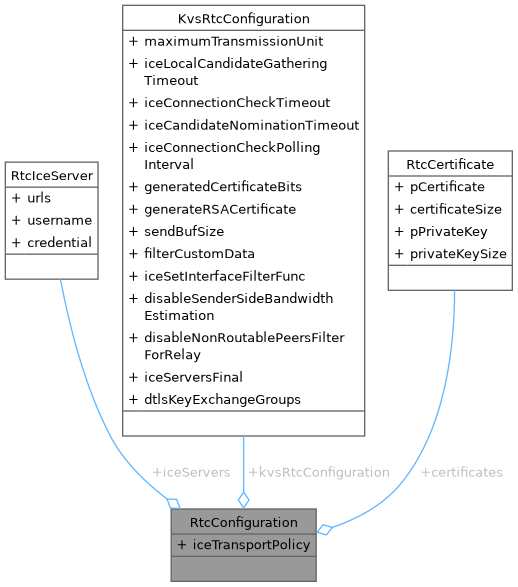 KvsRtcConfiguration
+ maximumTransmissionUnit
+ iceLocalCandidateGathering
Timeout
+ iceConnectionCheckTimeout
+ iceCandidateNominationTimeout
+ iceConnectionCheckPolling
Interval
+ generatedCertificateBits
+ generateRSACertificate
+ sendBufSize
+ filterCustomData
+ iceSetInterfaceFilterFunc
+ disableSenderSideBandwidth
Estimation
+ disableNonRoutablePeersFilter
ForRelay
+ iceServersFinal
+ dtlsKeyExchangeGroups
RtcIceServer
+ urls
+ username
+ credential
RtcCertificate
+ pCertificate
+ certificateSize
+ pPrivateKey
+ privateKeySize
+iceServers
+kvsRtcConfiguration
+certificates
RtcConfiguration
+ iceTransportPolicy